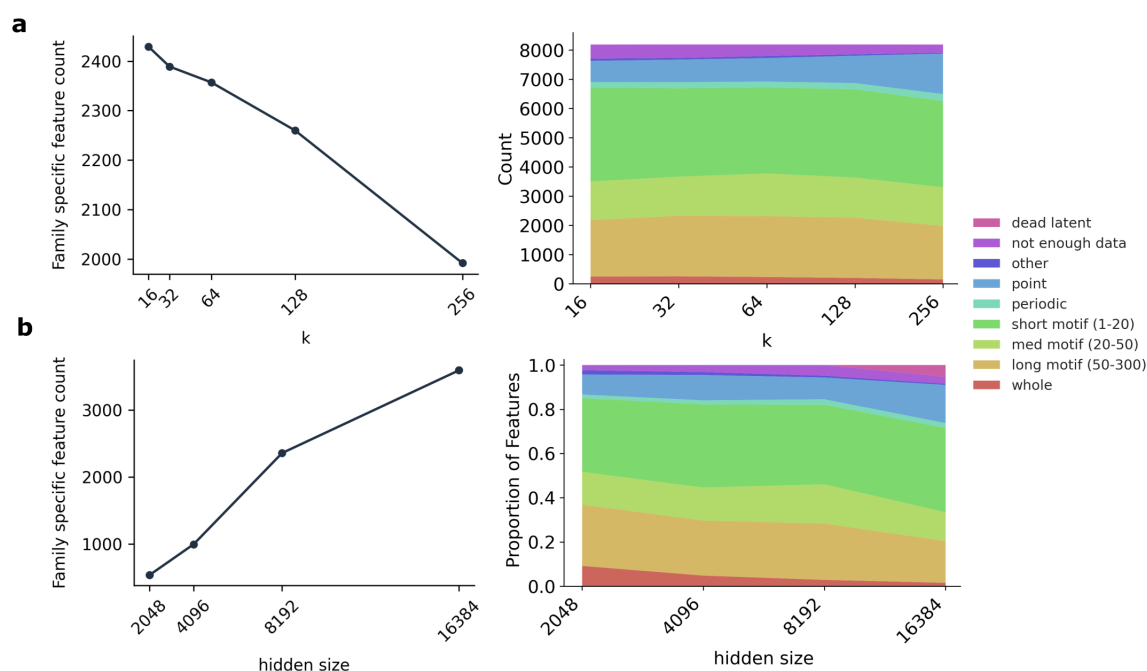 a
Family specific feature count
2400
2300
2200
2100
2000
16
32
64
128
256
k
Count
8000
7000
6000
5000
4000
3000
2000
1000
0
16
32
64
128
256
k
dead latent
not enough data
other
point
periodic
short motif (1-20)
med motif (20-50)
long motif (50-300)
whole
b
Family specific feature count
3000
2000
1000
2048
4096
8192
16384
hidden size
Proportion of Features
1.0
0.8
0.6
0.4
0.2
0.0
2048
4096
8192
16384
hidden size